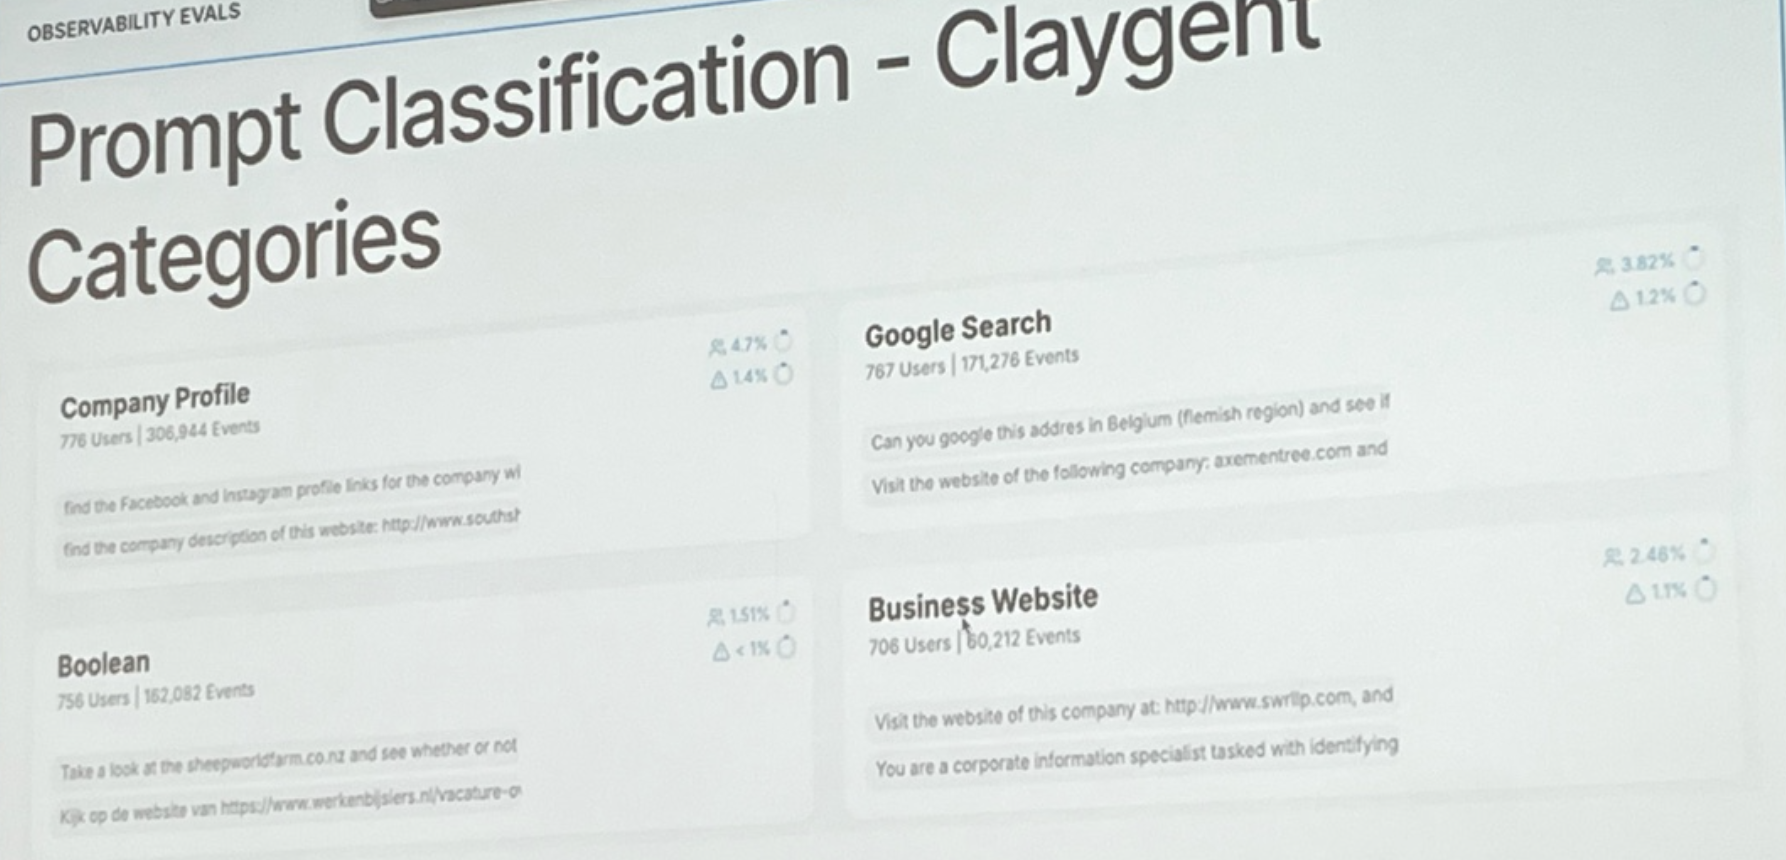 OBSERVABILITY EVALS
Prompt Classification - Claygent
Categories
Company Profile
776 Users | 306,944 Events
4.7%
1.4%
find the Facebook and Instagram profile links for the company wi
find the company description of this website: http://www.southsh
Google Search
767 Users | 171,276 Events
3.82%
1.2%
Can you google this addres in Belgium (flemish region) and see if
Visit the website of the following company: axementree.com and
Boolean
756 Users | 162,082 Events
1.51%
< 1%
Take a look at the sheepworldfarm.co.nz and see whether or not
Kijk op de website van https://www.werkenbijsiers.nl/vacature-ov
Business Website
706 Users | 60,212 Events
2.46%
1.1%
Visit the website of this company at: http://www.swrllp.com, and
You are a corporate information specialist tasked with identifying